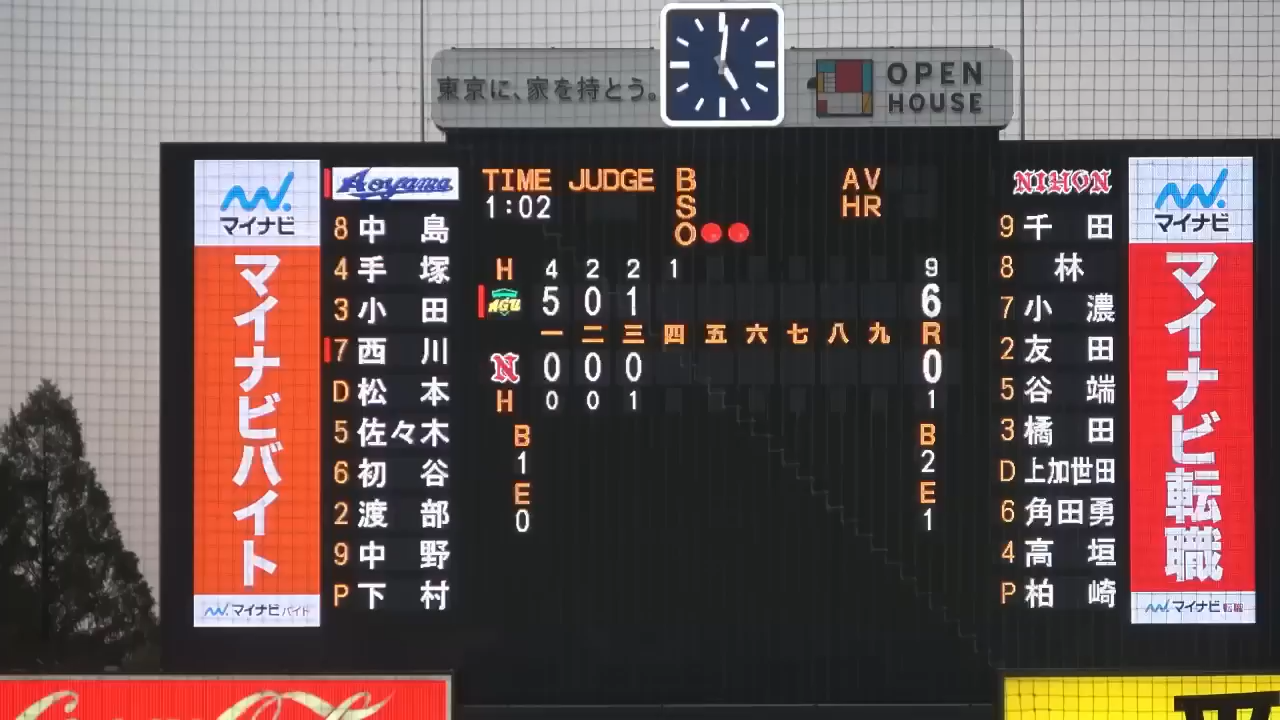 東京に、家を持とう。
OPEN
HOUSE
マイナビ
マイナビバイト
マイナビバイト
Aoyama
8 中島
4 手塚
3 小田
7 西川
D 松本
5 佐々木
6 初谷
2 渡部
9 中野
P 下村
TIME JUDGE B AV
1:02 S HR
O
H 4 2 2 1 9
AGU 5 0 1 6
一 二 三 四 五 六 七 八 九 R
N 0 0 0 0
H 0 0 1 1
B B
1 2
E E
0 1
NIHON
9 千田
8 林
7 小濃
2 友田
5 谷端
3 橘田
D 上加世田
6 角田勇
4 高垣
P 柏崎
マイナビ
マイナビ転職
マイナビ転職